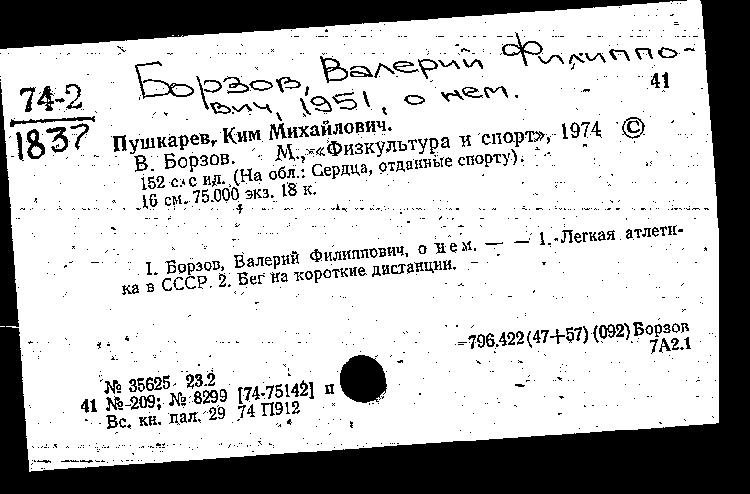 Борзов, Валерий Филиппо-
вич, 1951, о нем.
74-2
1837
41
Пушкарев, Ким Михайлович.
В. Борзов. М., «Физкультура и спорт», 1974 ©
152 с. с ил. (На обл.: Сердца, отданные спорту).
16 см. 75.000 экз. 18 к.
I. Борзов, Валерий Филиппович, о нем. — — 1. Легкая атлети-
ка в СССР. 2. Бег на короткие дистанции.
796.422(47+57)(092)Борзов
7А2.1
№ 35625 23.2
41 № 209; № 8299 [74-75142] п
Вс. кн. пал. 29 74 П912